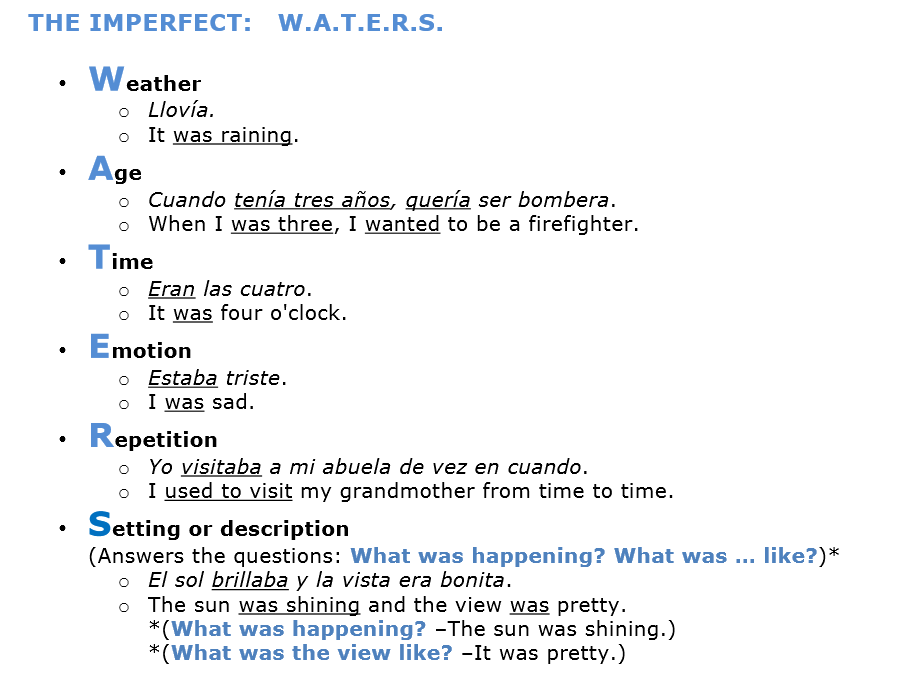 THE IMPERFECT: W.A.T.E.R.S.
• Weather
o Llovía.
o It was raining.
• Age
o Cuando tenía tres años, quería ser bombera.
o When I was three, I wanted to be a firefighter.
• Time
o Eran las cuatro.
o It was four o'clock.
• Emotion
o Estaba triste.
o I was sad.
• Repetition
o Yo visitaba a mi abuela de vez en cuando.
o I used to visit my grandmother from time to time.
• Setting or description
(Answers the questions: What was happening? What was … like?)*
o El sol brillaba y la vista era bonita.
o The sun was shining and the view was pretty.
*(What was happening? –The sun was shining.)
*(What was the view like? –It was pretty.)